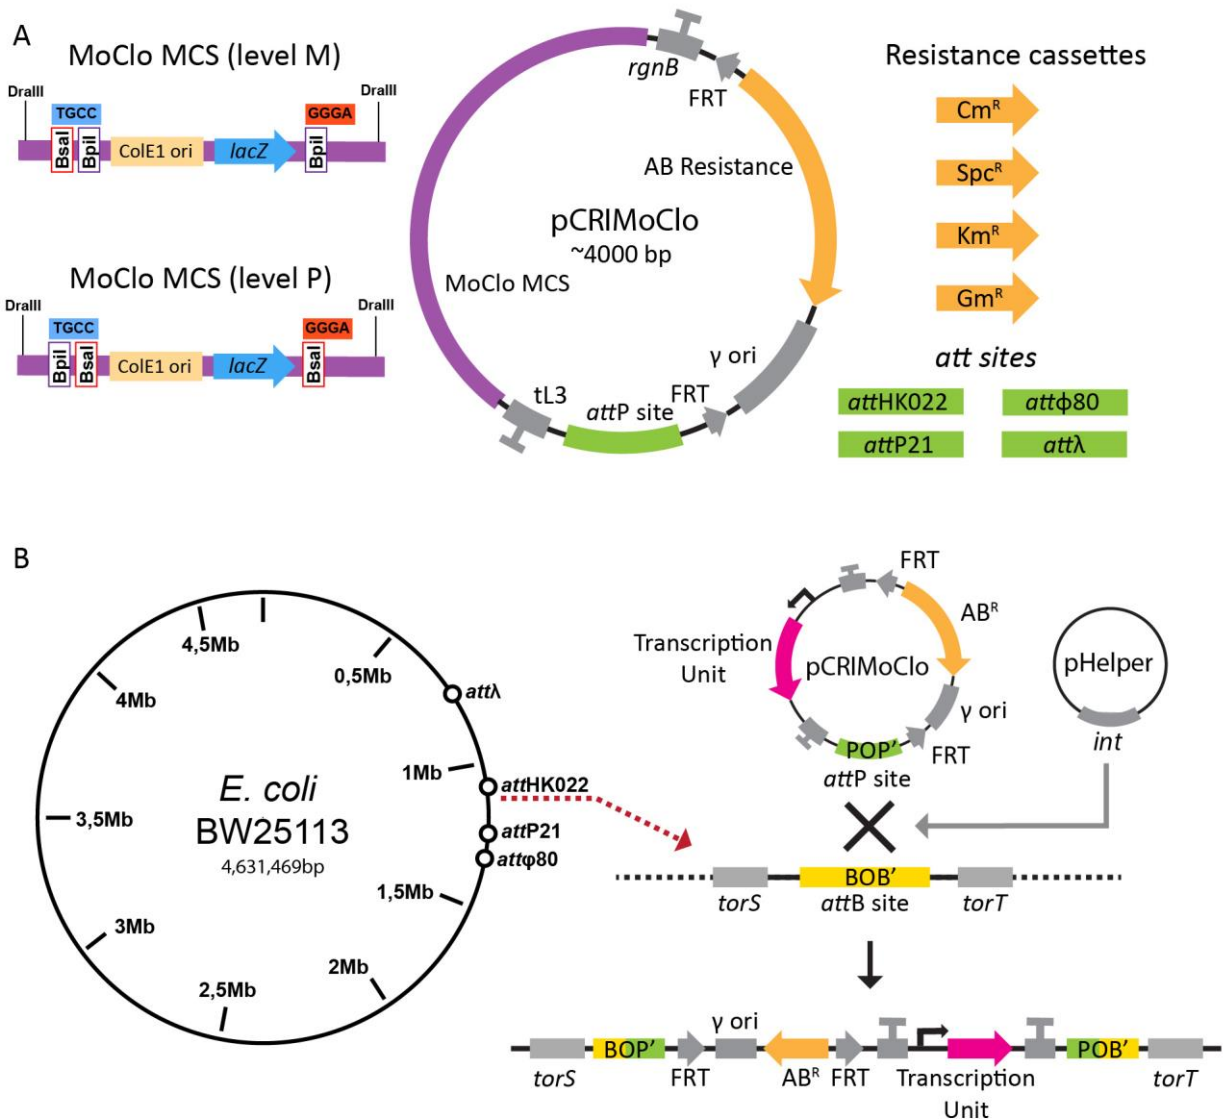 A
MoClo MCS (level M)
DraIII
DraIII
TGCC
GGGA
BsaI
BpiI
ColE1 ori
lacZ
BpiI
MoClo MCS (level P)
DraIII
DraIII
TGCC
GGGA
BpiI
BsaI
ColE1 ori
lacZ
BsaI
rgnB
FRT
AB Resistance
pCRIMoClo
~4000 bp
MoClo MCS
γ ori
tL3
attP site
FRT
Resistance cassettes
CmR
SpcR
KmR
GmR
att sites
attHK022
attφ80
attP21
attλ
B
4,5Mb
0,5Mb
4Mb
attλ
1Mb
attHK022
3,5Mb
E. coli
BW25113
4,631,469bp
attP21
attφ80
1,5Mb
3Mb
2Mb
2,5Mb
FRT
ABR
Transcription
Unit
pCRIMoClo
γ ori
POP'
FRT
attP site
pHelper
int
BOB'
torS
attB site
torT
γ ori
BOP'
POB'
torS
FRT
ABR
FRT
Transcription
Unit
torT